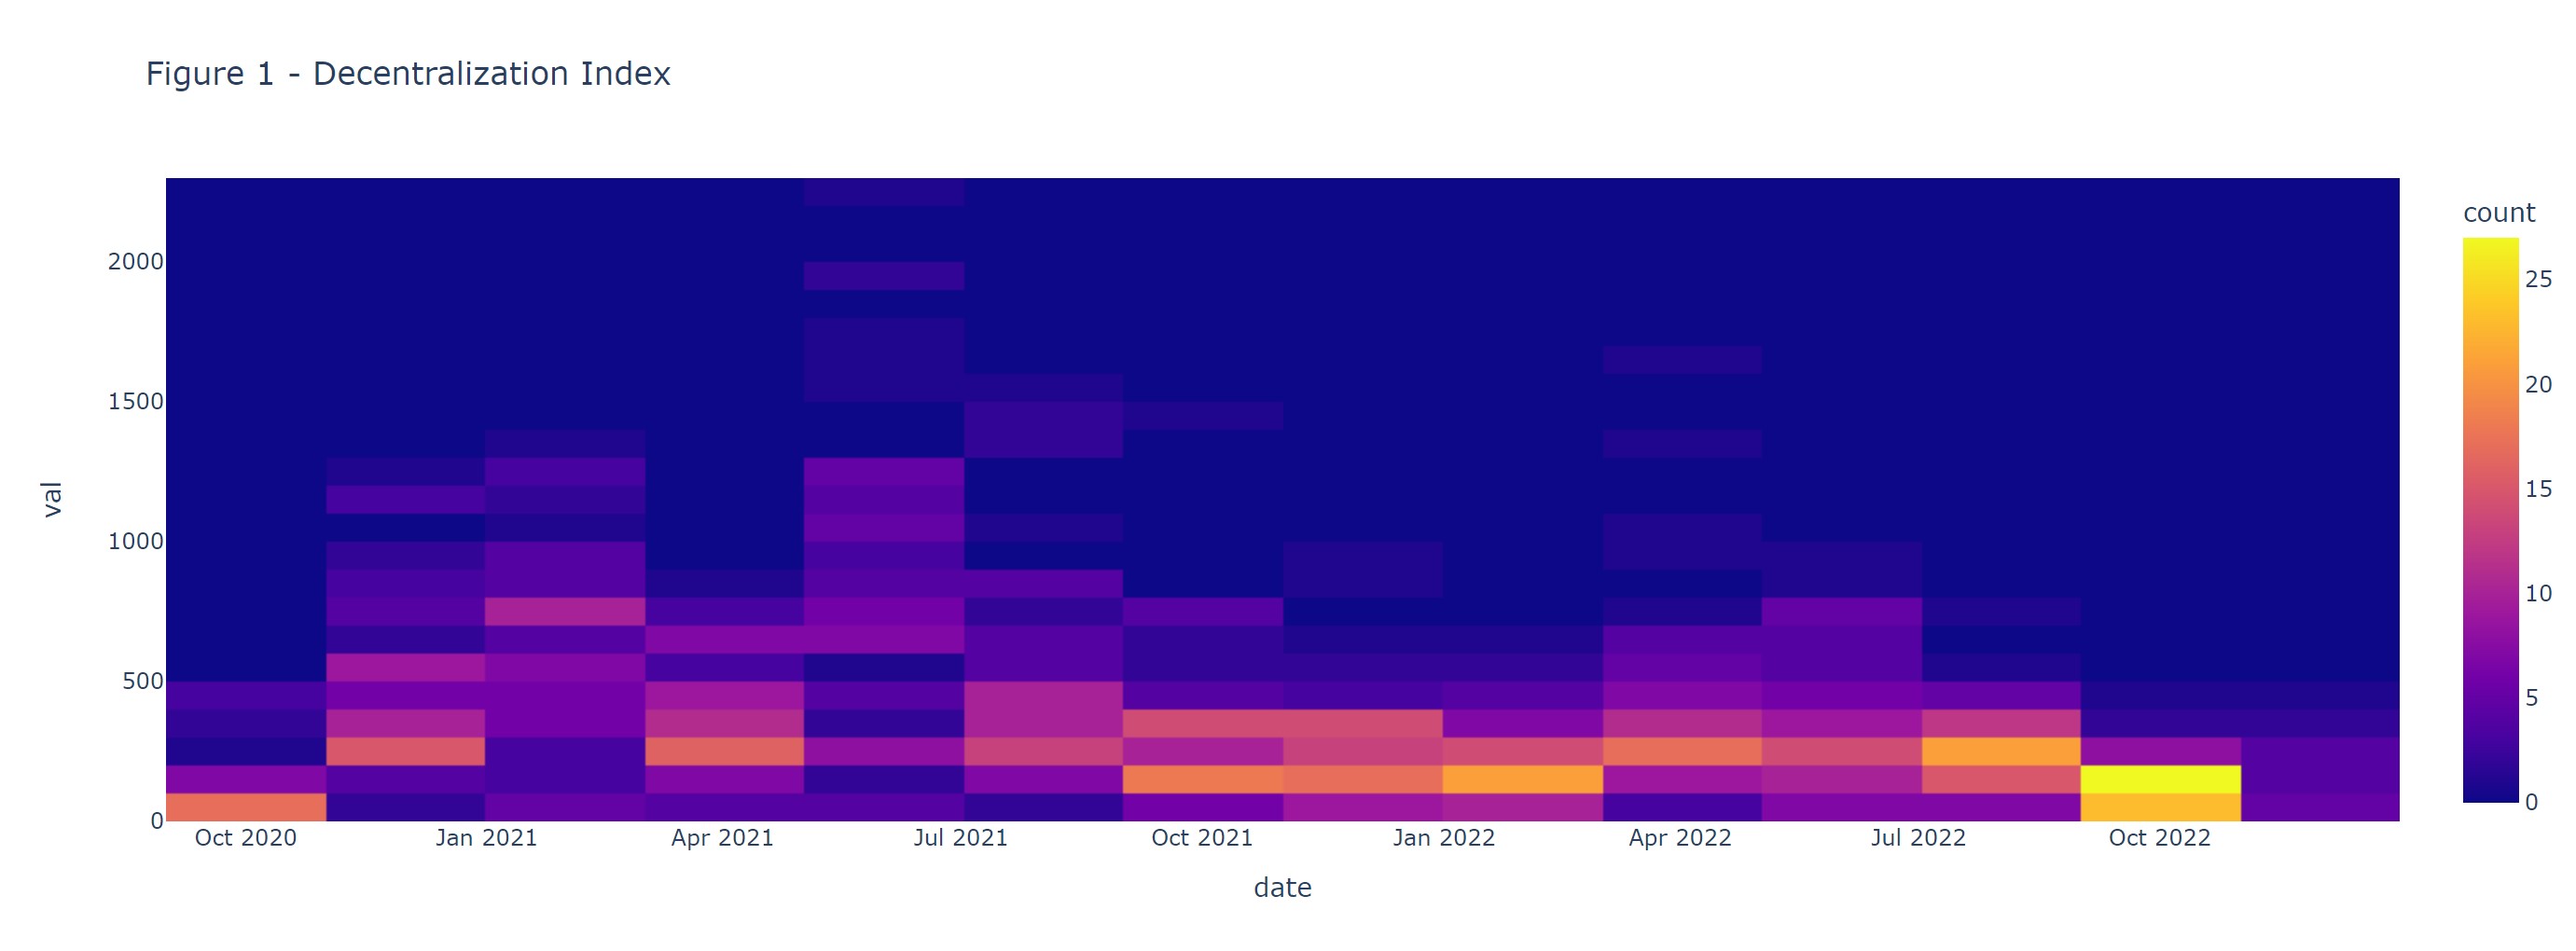 Figure 1 - Decentralization Index
count
2000
1500
1000
500
0
val
25
20
15
10
5
0
Oct 2020
Jan 2021
Apr 2021
Jul 2021
Oct 2021
Jan 2022
Apr 2022
Jul 2022
Oct 2022
date